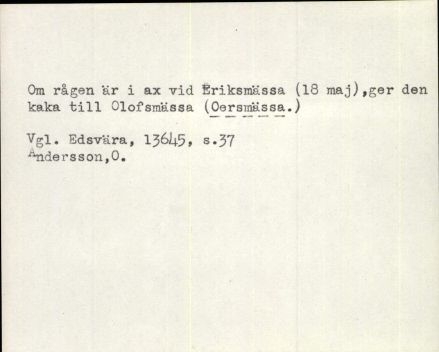 Om rågen är i ax vid Eriksmässa (18 maj),ger den
kaka till Olofsmässa (Oersmässa.)
Vgl. Edsvära, 13645, s.37
Andersson,O.